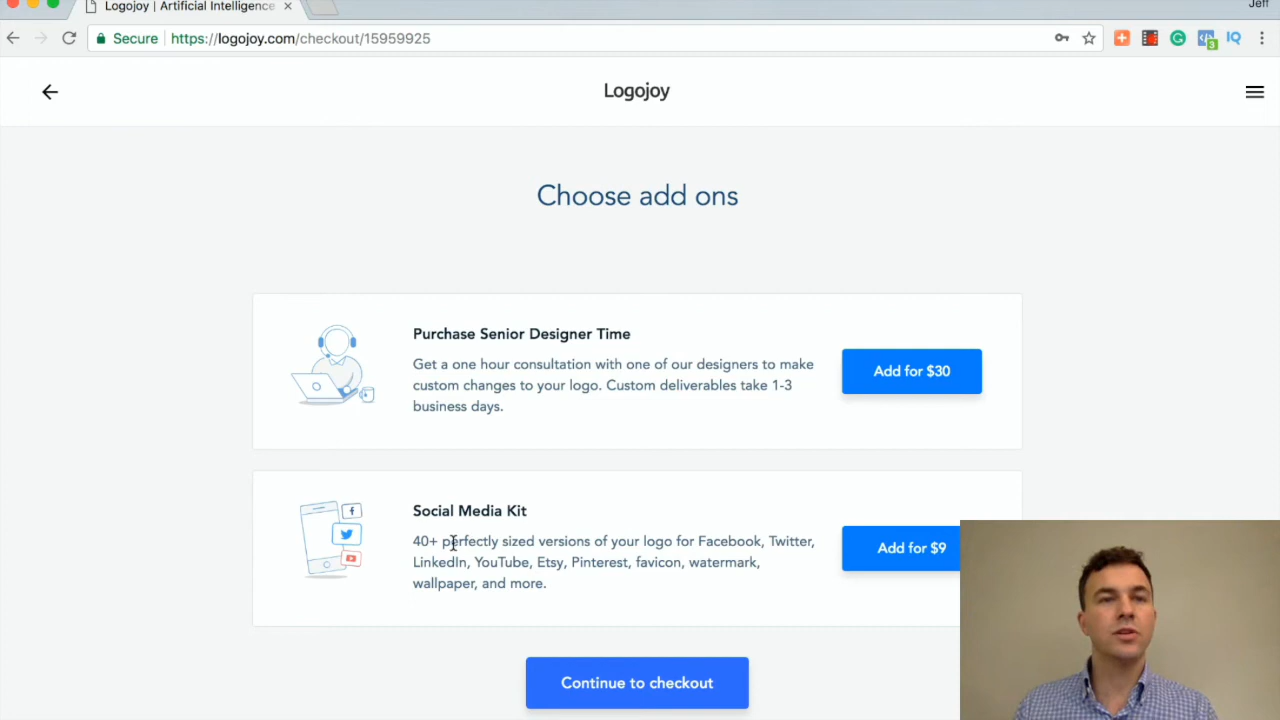 Jeff
Logojoy | Artificial Intelligence
Secure https://logojoy.com/checkout/15959925
3
IQ
Logojoy
Choose add ons
Purchase Senior Designer Time
Get a one hour consultation with one of our designers to make
custom changes to your logo. Custom deliverables take 1-3
business days.
Add for $30
Social Media Kit
40+ perfectly sized versions of your logo for Facebook, Twitter,
LinkedIn, YouTube, Etsy, Pinterest, favicon, watermark,
wallpaper, and more.
Add for $9
Continue to checkout